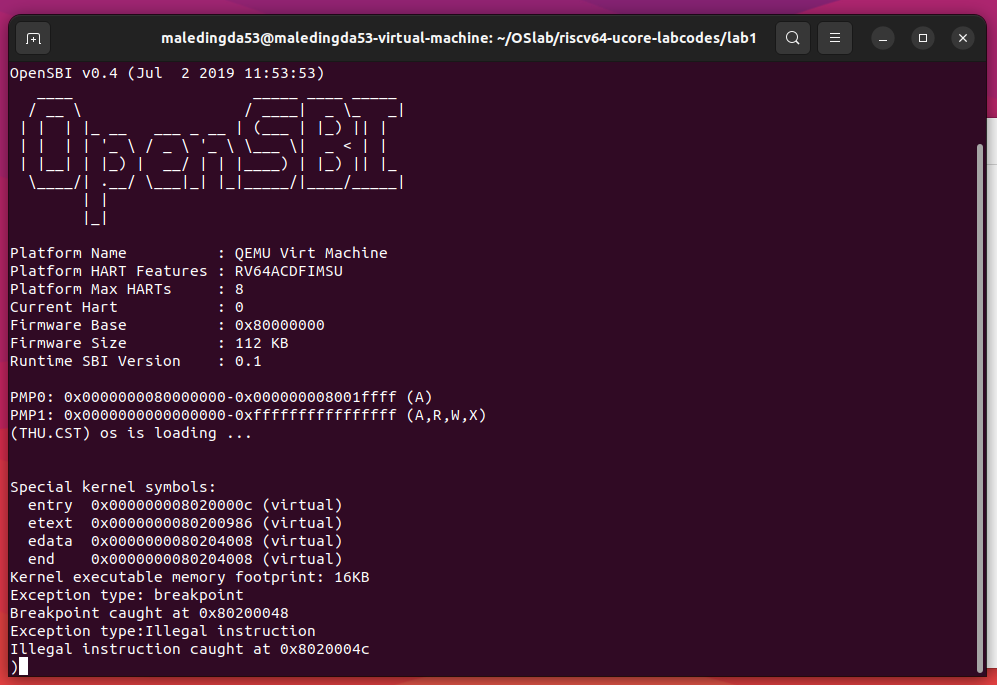 maledingda53@maledingda53-virtual-machine: ~/OSlab/riscv64-ucore-labcodes/lab1
OpenSBI v0.4 (Jul  2 2019 11:53:53)
   ____                    _____ ____ _____
  / __ \                  / ____|  _ \_   _|
 | |  | |_ __   ___ _ __ | (___ | |_) || |
 | |  | | '_ \ / _ \ '_ \ \___ \|  _ < | |
 | |__| | |_) |  __/ | | |____) | |_) || |_
  \____/| .__/ \___|_| |_|_____/|____/_____|
        | |
        |_|
Platform Name          : QEMU Virt Machine
Platform HART Features : RV64ACDFIMSU
Platform Max HARTs     : 8
Current Hart           : 0
Firmware Base          : 0x80000000
Firmware Size          : 112 KB
Runtime SBI Version    : 0.1
PMP0: 0x0000000080000000-0x000000008001ffff (A)
PMP1: 0x0000000000000000-0xffffffffffffffff (A,R,W,X)
(THU.CST) os is loading ...
Special kernel symbols:
  entry  0x000000008020000c (virtual)
  etext  0x0000000080200986 (virtual)
  edata  0x0000000080204008 (virtual)
  end    0x0000000080204008 (virtual)
Kernel executable memory footprint: 16KB
Exception type: breakpoint
Breakpoint caught at 0x80200048
Exception type:Illegal instruction
Illegal instruction caught at 0x8020004c
)